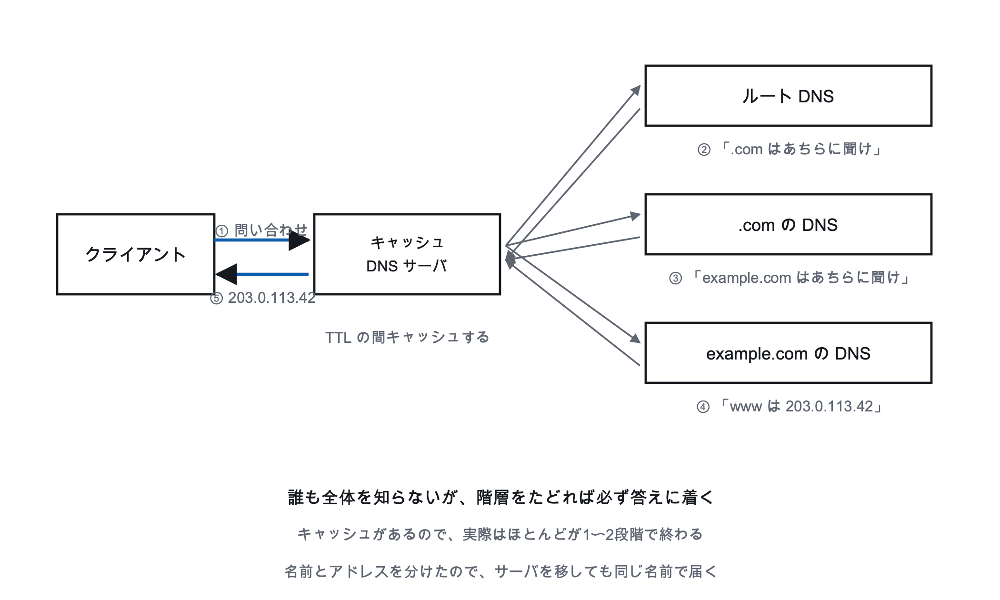 ルート DNS
② 「.com はあちらに聞け」
.com の DNS
③ 「example.com はあちらに聞け」
example.com の DNS
④ 「www は 203.0.113.42」
クライアント
① 問い合わせ
⑤ 203.0.113.42
キャッシュ
DNS サーバ
TTL の間キャッシュする
誰も全体を知らないが、階層をたどれば必ず答えに着く
キャッシュがあるので、実際はほとんどが1〜2段階で終わる
名前とアドレスを分けたので、サーバを移しても同じ名前で届く